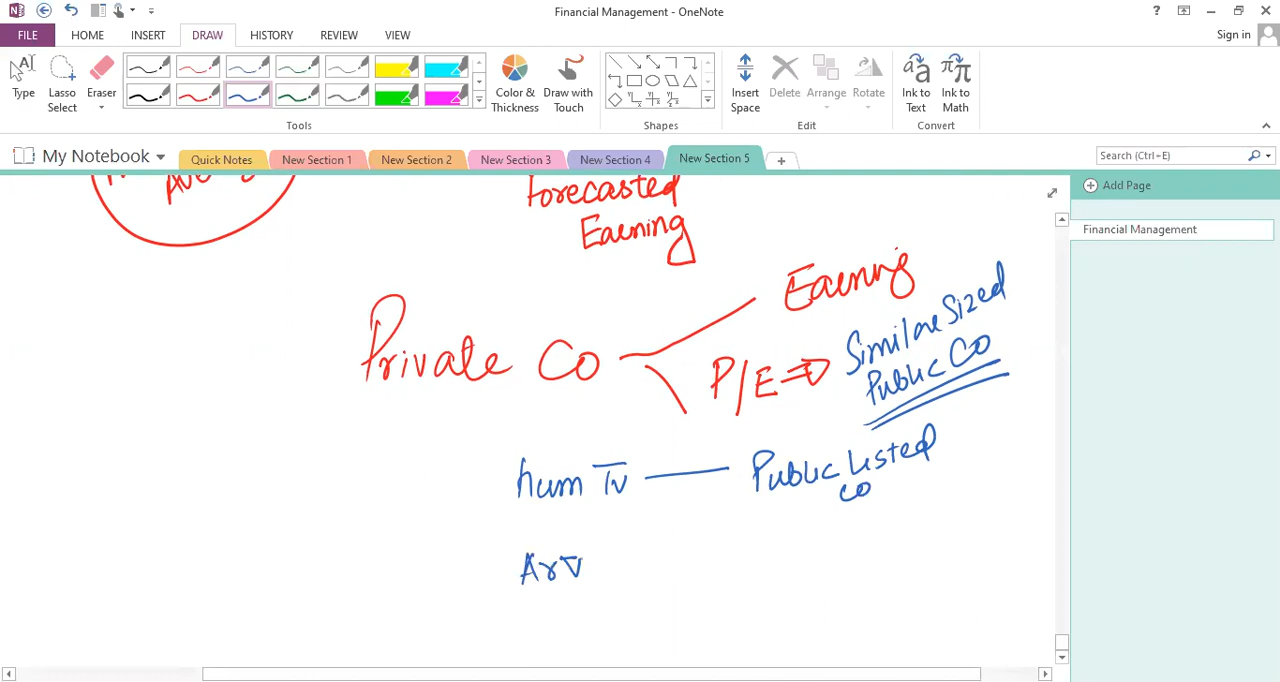 Financial Management - OneNote
Sign in
FILE HOME INSERT DRAW HISTORY REVIEW VIEW
Type
Lasso Select
Eraser
Color & Thickness
Draw with Touch
Insert Space
Delete
Arrange
Rotate
Ink to Text
Ink to Math
Tools
Shapes
Edit
Convert
My Notebook
Quick Notes
New Section 1
New Section 2
New Section 3
New Section 4
New Section 5
Search (Ctrl+E)
Add Page
Financial Management
Forecasted
Earning
Private Co
Earning
P/E ⇒
Similar Sized
Public Co
hum TV — Public Listed
co